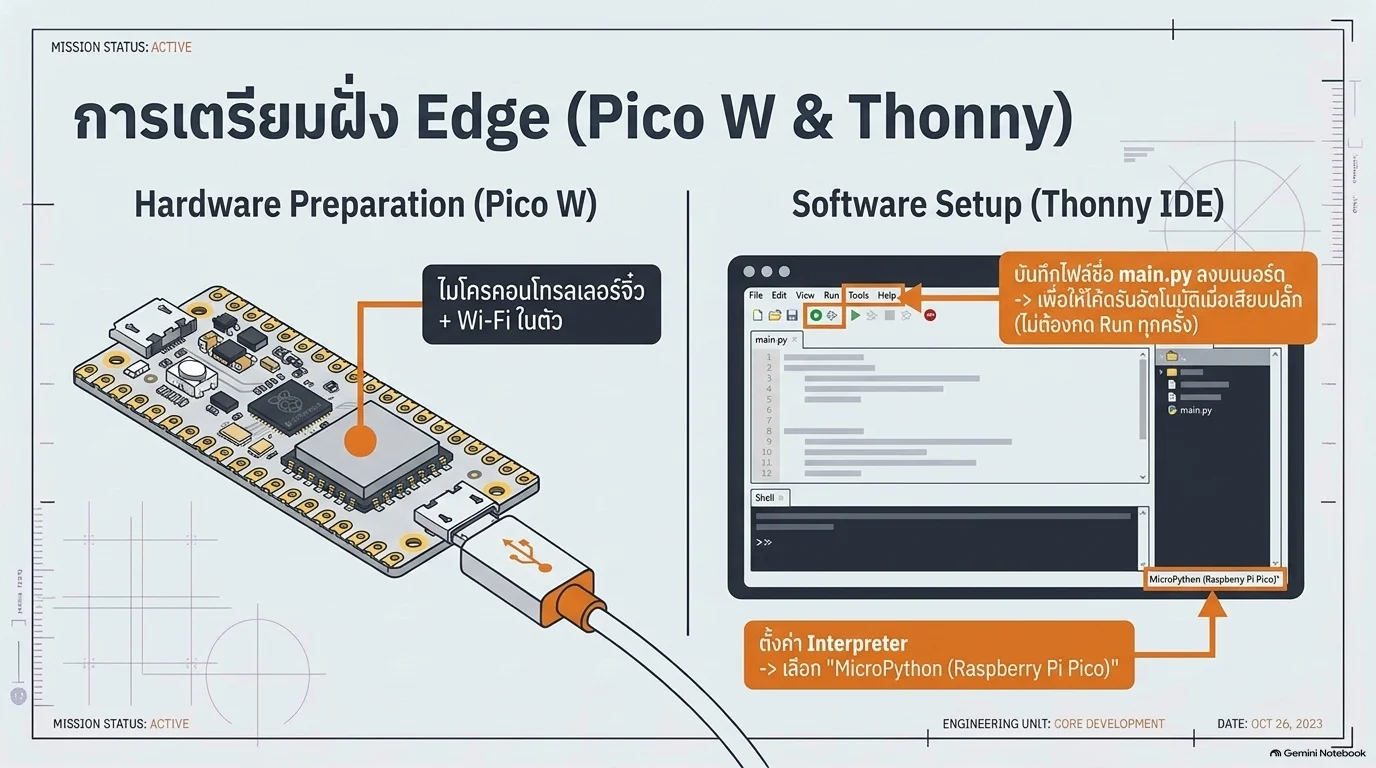 MISSION STATUS: ACTIVE
การเตรียมฝั่ง Edge (Pico W & Thonny)
Hardware Preparation (Pico W)
ไมโครคอนโทรลเลอร์จิ๋ว
+ Wi-Fi ในตัว
Software Setup (Thonny IDE)
บันทึกไฟล์ชื่อ main.py ลงบนบอร์ด
-> เพื่อให้โค้ดรันอัตโนมัติเมื่อเสียบปลั๊ก
(ไม่ต้องกด Run ทุกครั้ง)
File Edit View Run Tools Help
main.py
1
2
3
4
5
6
7
8
9
10
11
12
main.py
Shell
>>
MicroPythen (Raspbeny Pi Pico)"
ตั้งค่า Interpreter
-> เลือก "MicroPython (Raspberry Pi Pico)"
MISSION STATUS: ACTIVE
ENGINEERING UNIT: CORE DEVELOPMENT
DATE: OCT 26, 2023
Gemini Notebook